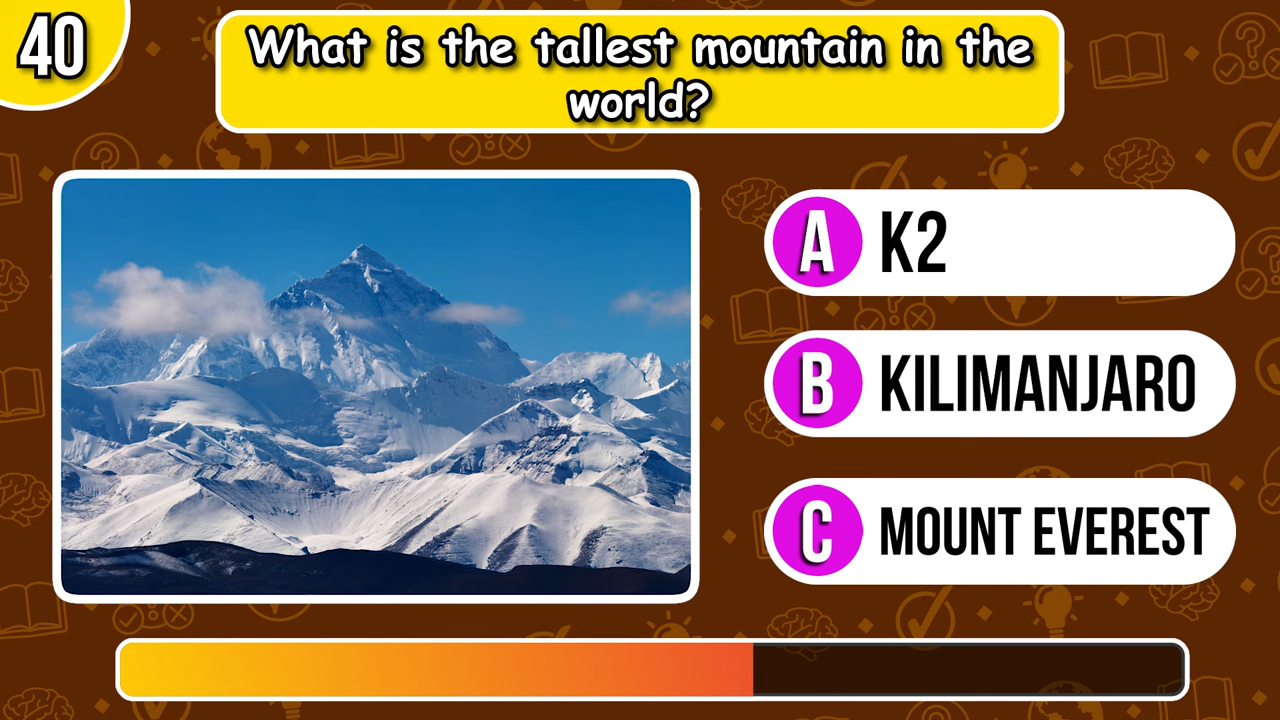 40
What is the tallest mountain in the
world?
A K2
B KILIMANJARO
C MOUNT EVEREST